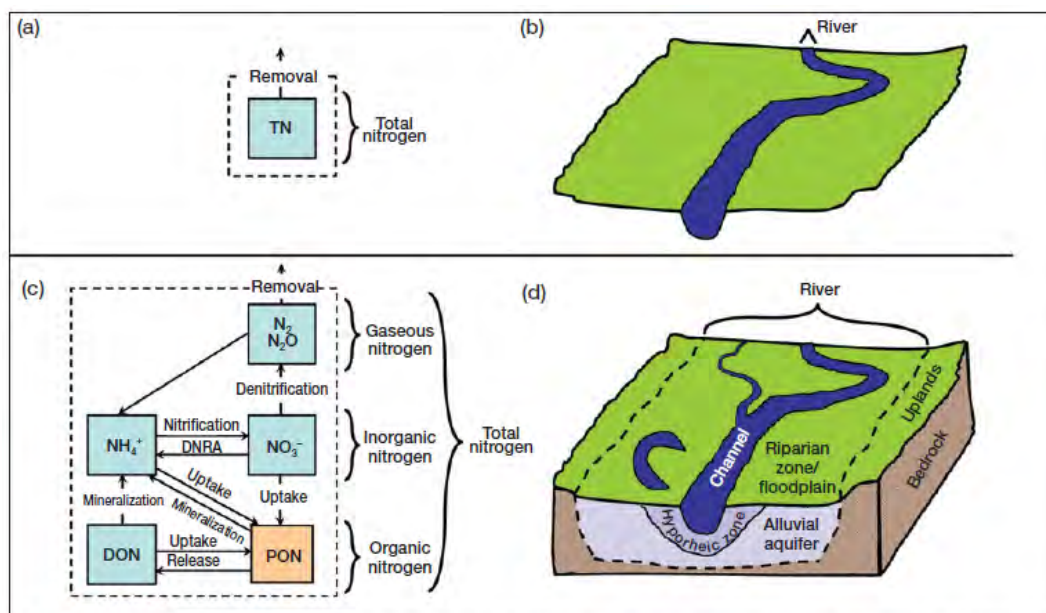 (a)
Removal
TN
Total
nitrogen
(b)
River
(c)
Removal
N₂
N₂O
Gaseous
nitrogen
Denitrification
NH₄⁺
Nitrification
DNRA
NO₃⁻
Inorganic
nitrogen
Total
nitrogen
Mineralization
Uptake
Mineralization
Uptake
DON
Uptake
Release
PON
Organic
nitrogen
(d)
River
Uplands
Channel
Riparian
zone/
floodplain
Bedrock
Hyporheic zone
Alluvial
aquifer